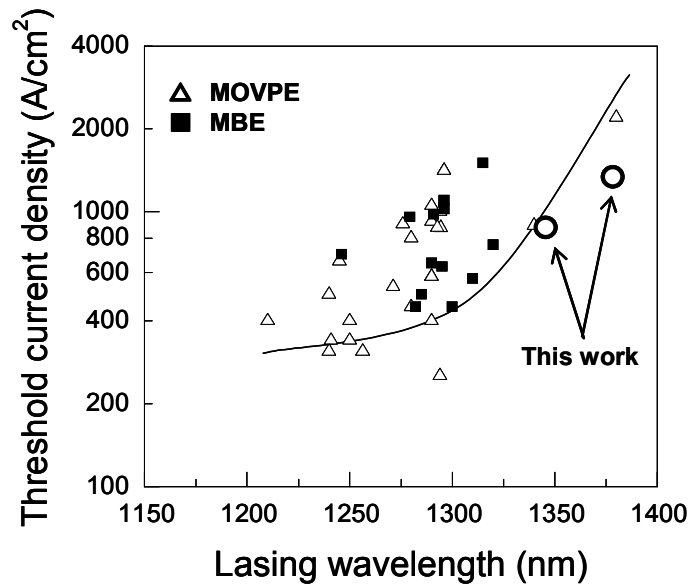 Threshold current density (A/cm²)
4000
2000
1000
800
600
400
200
100
MOVPE
MBE
This work
1150 1200 1250 1300 1350 1400
Lasing wavelength (nm)